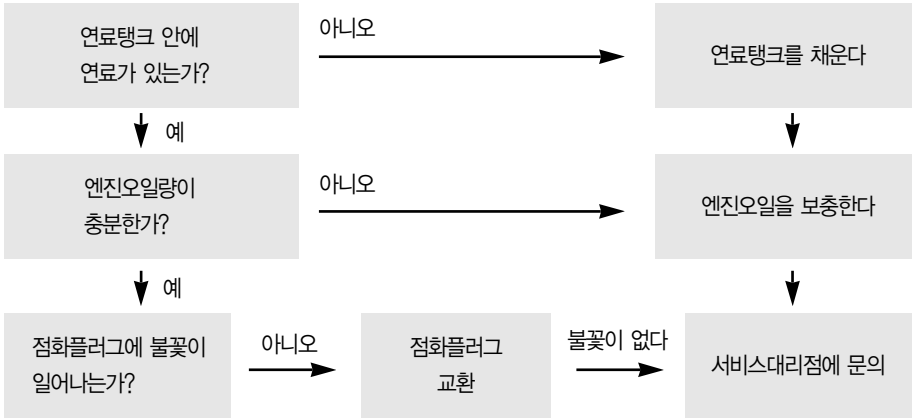 연료탱크 안에
연료가 있는가?
아니오
연료탱크를 채운다
예
엔진오일량이
충분한가?
아니오
엔진오일을 보충한다
예
점화플러그에 불꽃이
일어나는가?
아니오
점화플러그
교환
불꽃이 없다
서비스대리점에 문의